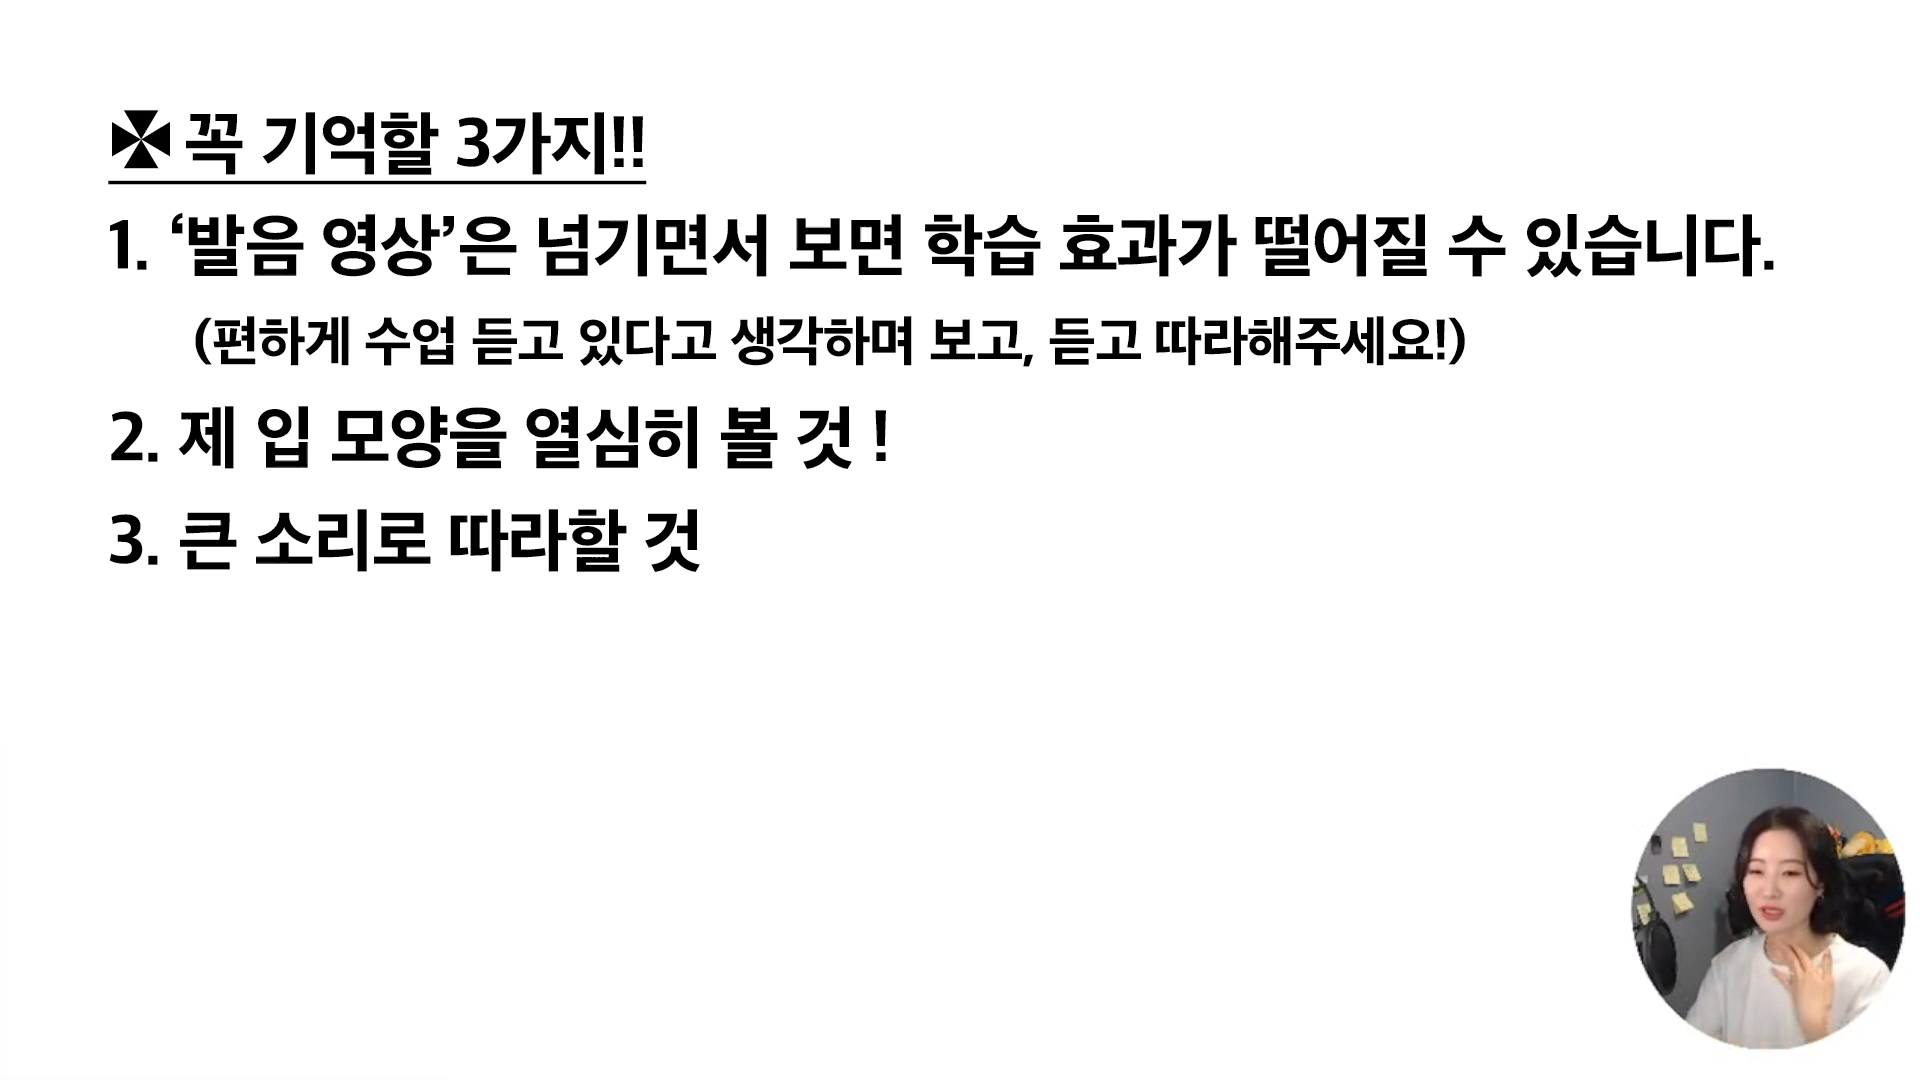 ✠ 꼭 기억할 3가지!!
1. ‘발음 영상’은 넘기면서 보면 학습 효과가 떨어질 수 있습니다.
(편하게 수업 듣고 있다고 생각하며 보고, 듣고 따라해주세요!)
2. 제 입 모양을 열심히 볼 것 !
3. 큰 소리로 따라할 것